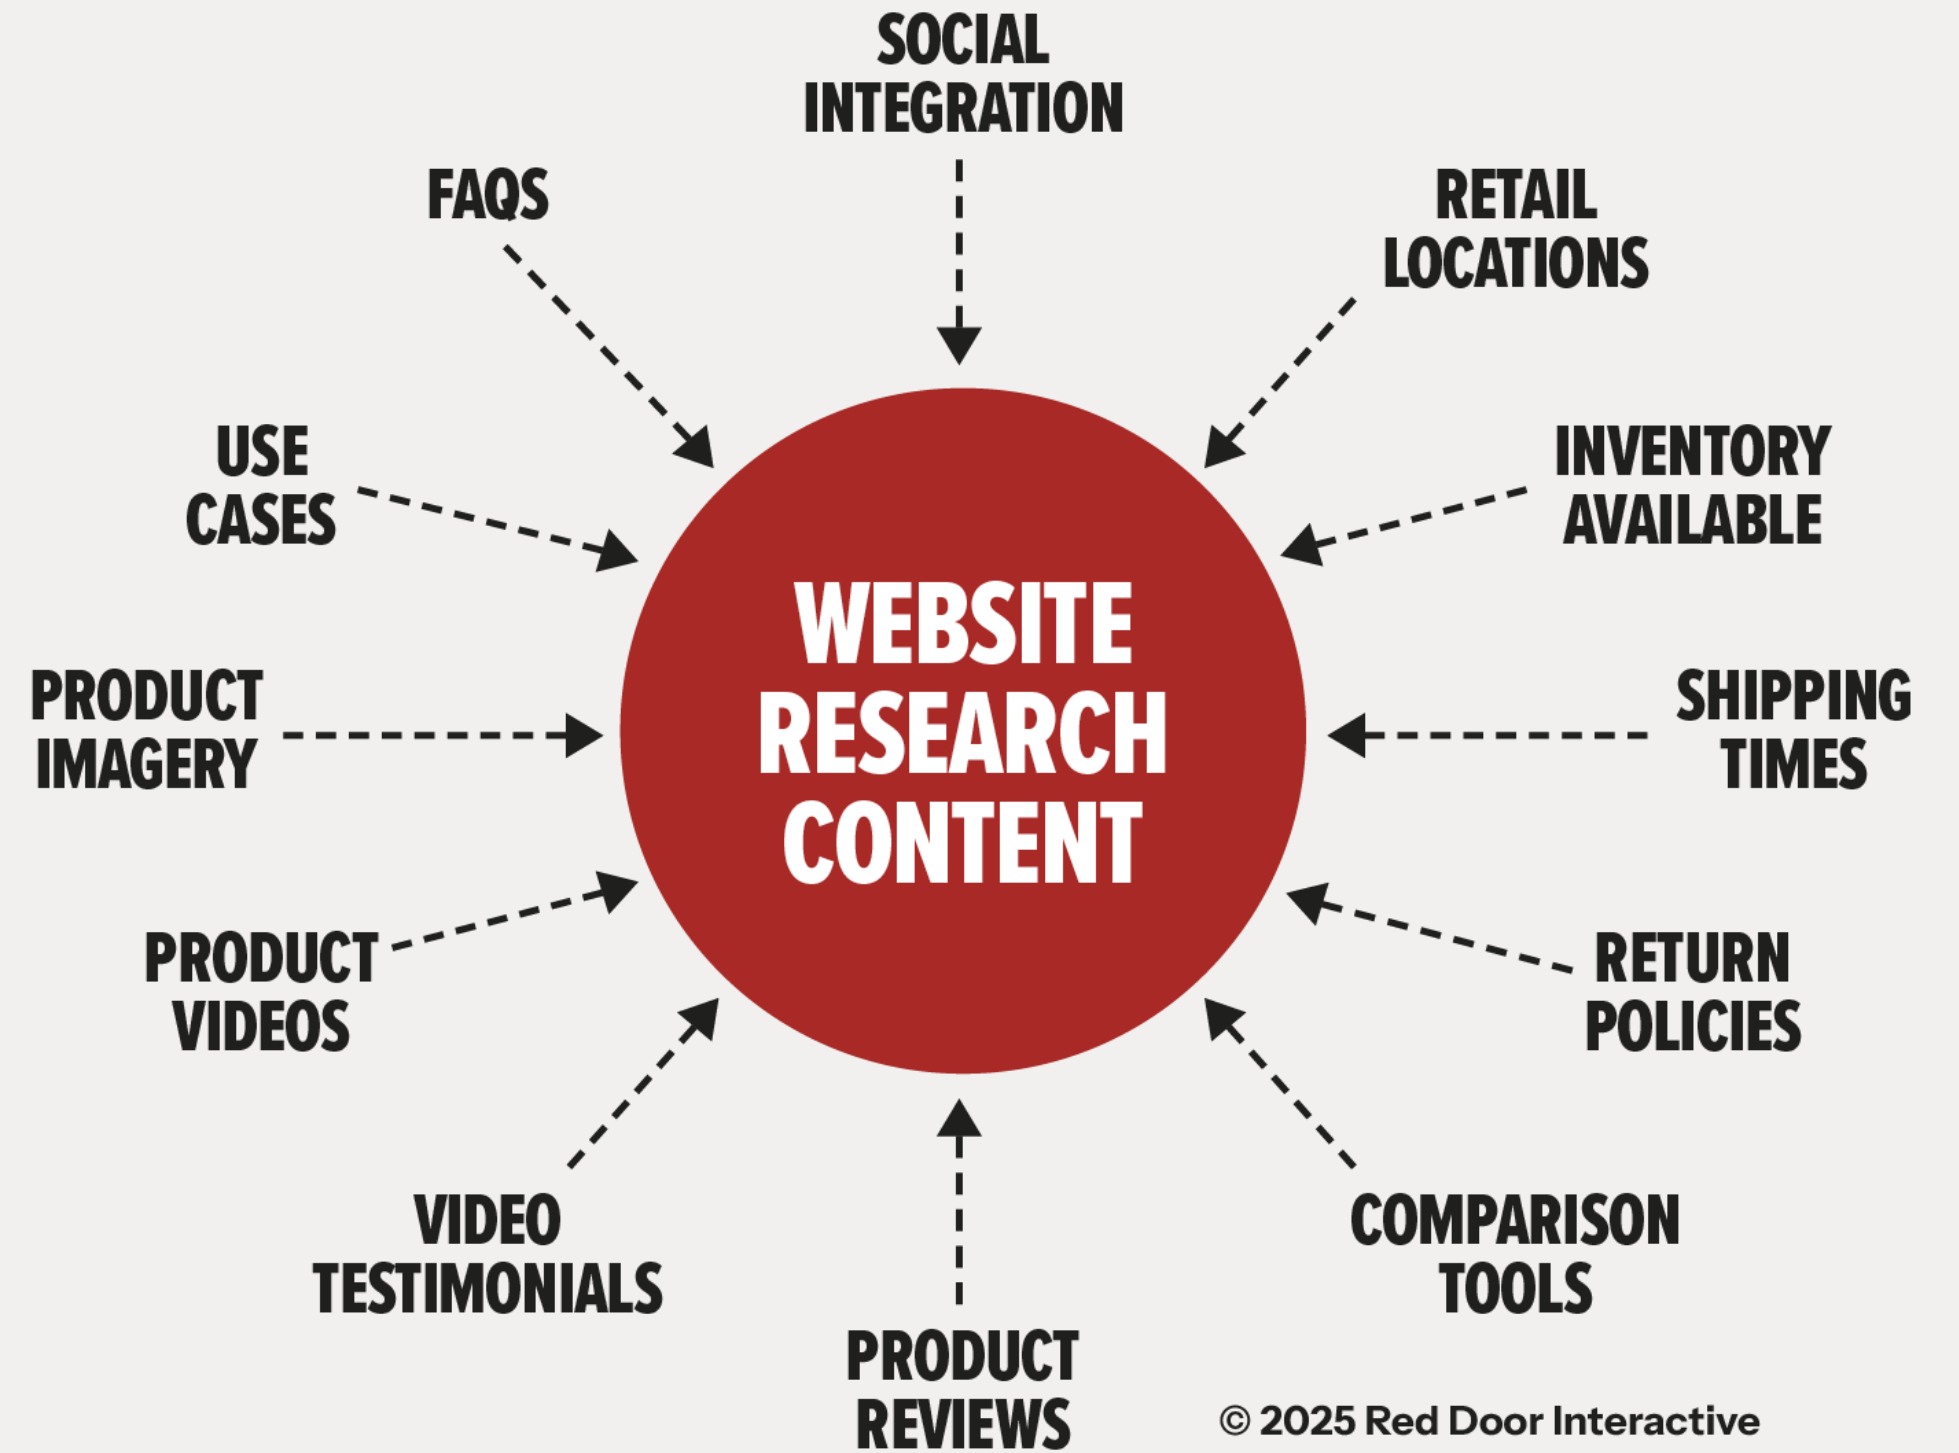 SOCIAL
INTEGRATION
FAQS
RETAIL
LOCATIONS
USE
CASES
INVENTORY
AVAILABLE
WEBSITE
RESEARCH
CONTENT
PRODUCT
IMAGERY
SHIPPING
TIMES
PRODUCT
VIDEOS
RETURN
POLICIES
VIDEO
TESTIMONIALS
COMPARISON
TOOLS
PRODUCT
REVIEWS
© 2025 Red Door Interactive